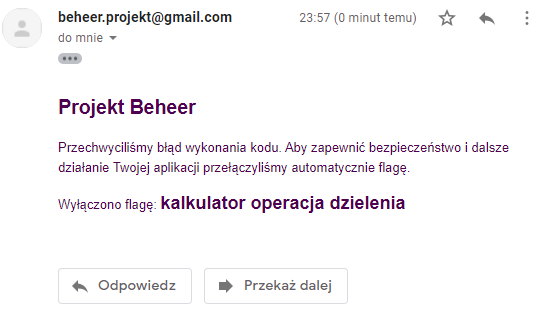 beheer.projekt@gmail.com 23:57 (0 minut temu)
do mnie
Projekt Beheer
Przechwyciliśmy błąd wykonania kodu. Aby zapewnić bezpieczeństwo i dalsze
działanie Twojej aplikacji przełączyliśmy automatycznie flagę.
Wyłączono flagę: kalkulator operacja dzielenia
Odpowiedz Przekaż dalej